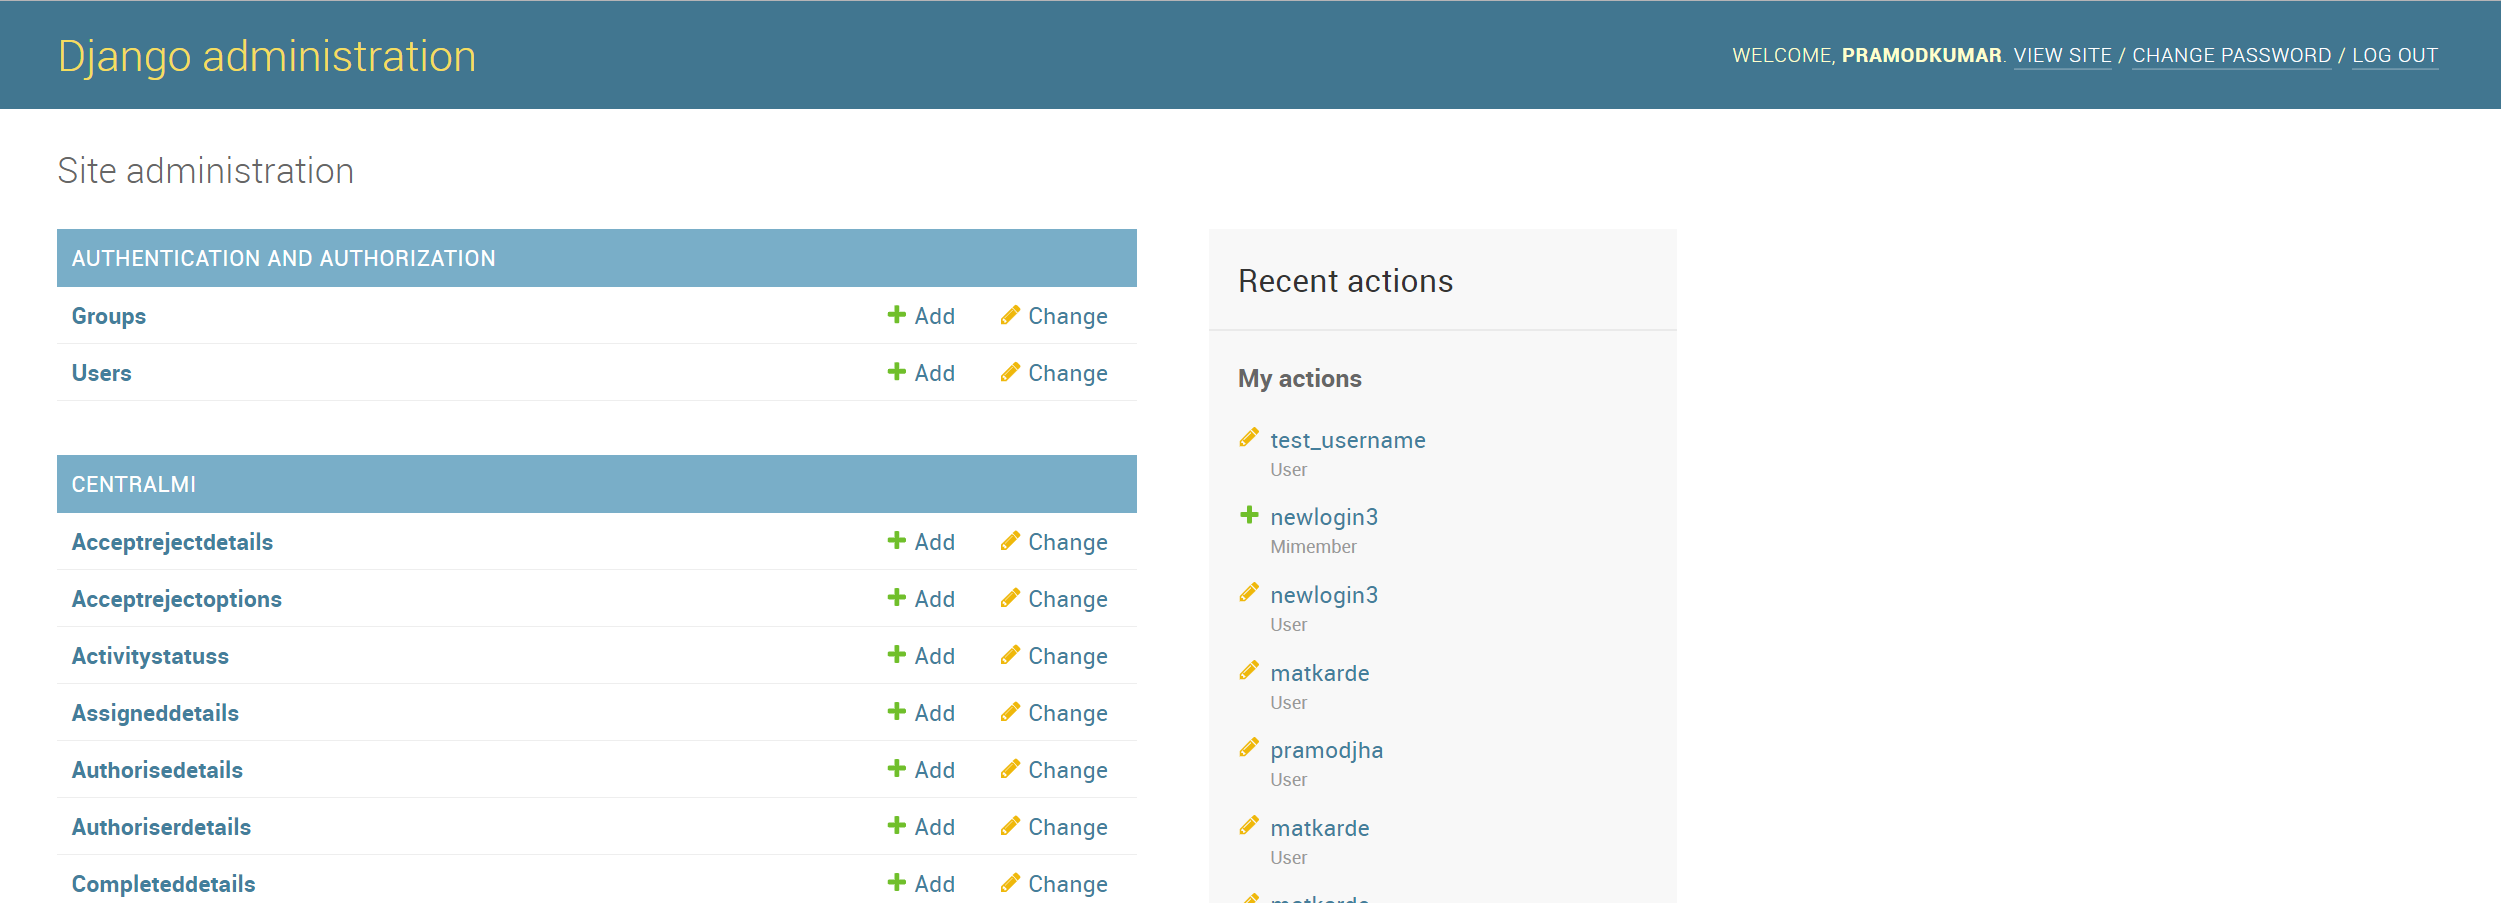 Django administration
WELCOME, PRAMODKUMAR. VIEW SITE / CHANGE PASSWORD / LOG OUT
Site administration
AUTHENTICATION AND AUTHORIZATION
Groups Add Change
Users Add Change
CENTRALMI
Acceptrejectdetails Add Change
Acceptrejectoptions Add Change
Activitystatuss Add Change
Assigneddetails Add Change
Authorisedetails Add Change
Authoriserdetails Add Change
Completeddetails Add Change
Recent actions
My actions
test_username
User
newlogin3
Mimember
newlogin3
User
matkarde
User
pramodjha
User
matkarde
User
matkarde